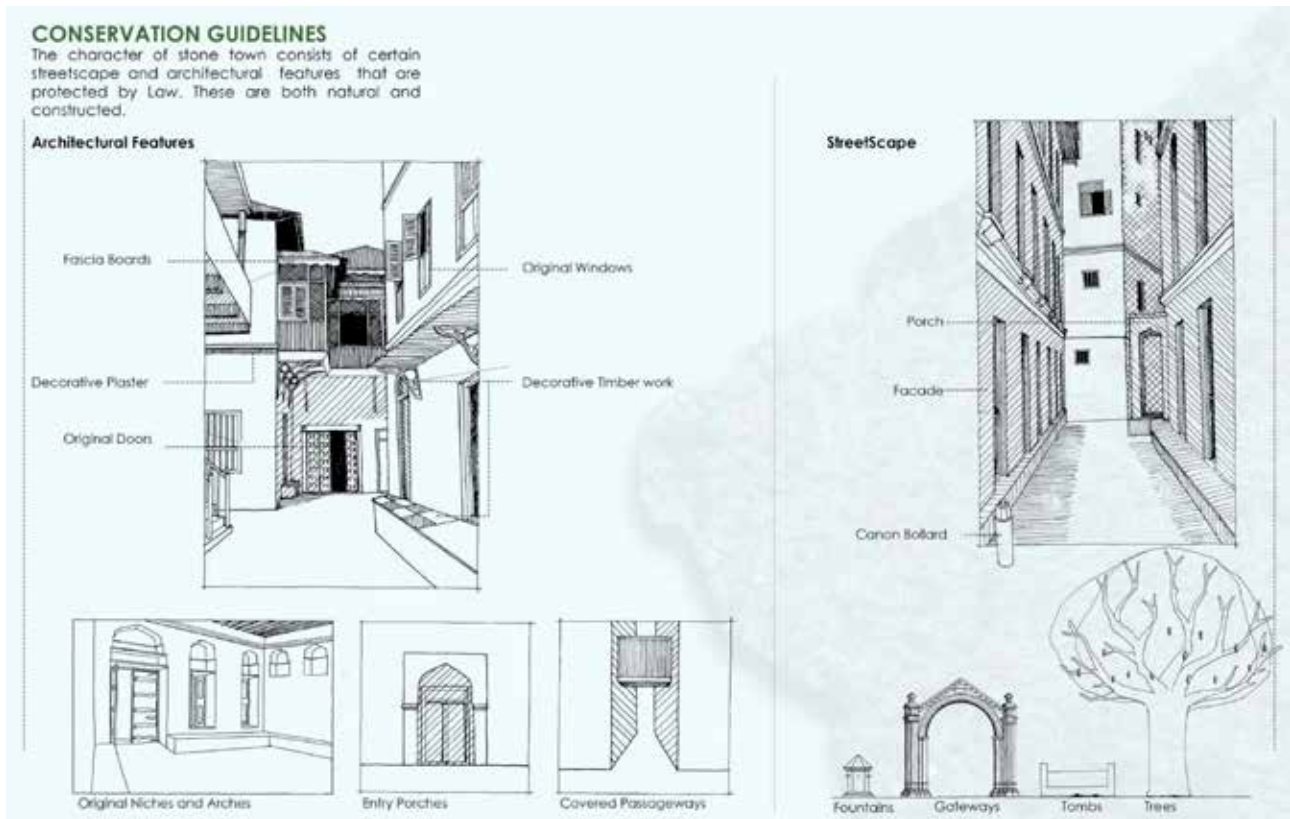 CONSERVATION GUIDELINES
The character of stone town consists of certain
streetscape and architectural features that are
protected by Law. These are both natural and
constructed.
Architectural Features
Fascia Boards
Original Windows
Decorative Plaster
Decorative Timber work
Original Doors
Original Niches and Arches
Entry Porches
Covered Passageways
StreetScape
Porch
Facade
Canon Bollard
Fountains
Gateways
Tombs
Trees